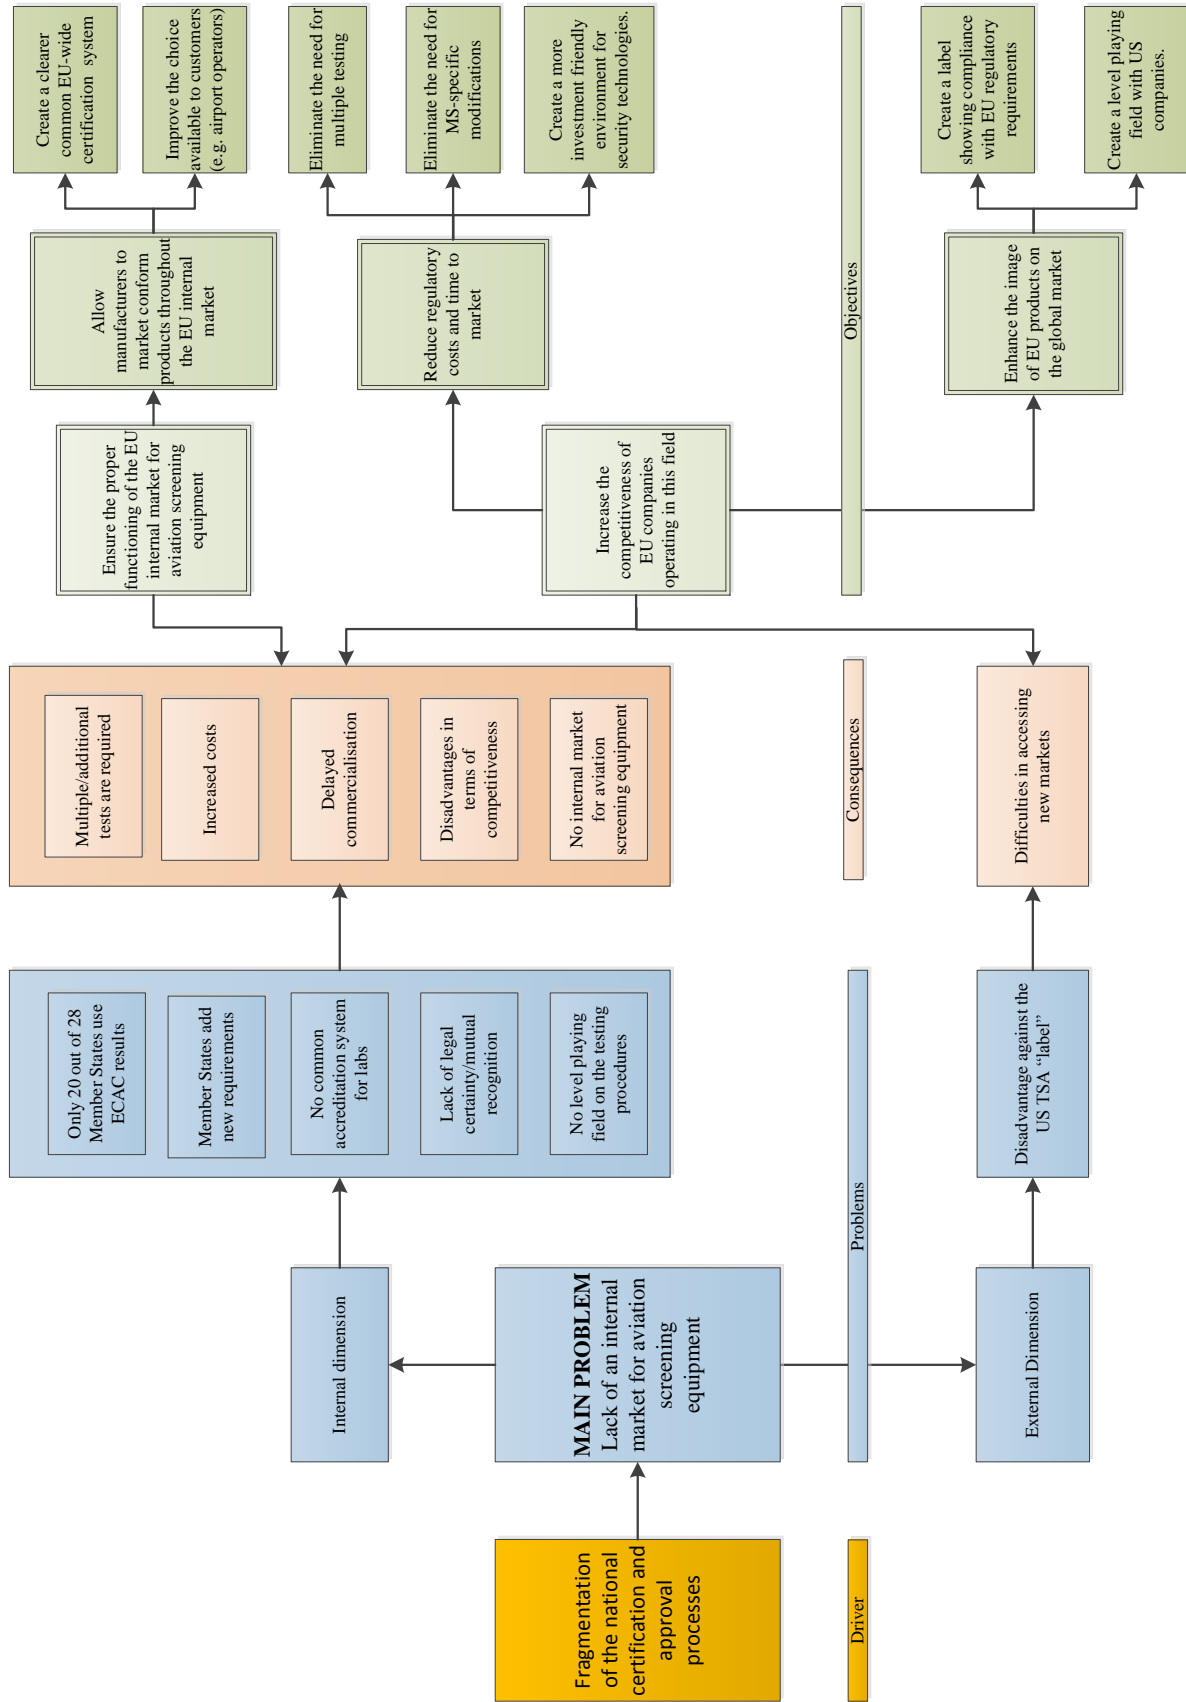 Fragmentation
of the national
certification and
approval
processes
Driver
MAIN PROBLEM
Lack of an internal
market for aviation
screening
equipment
Internal dimension
External Dimension
Problems
Only 20 out of 28
Member States use
ECAC results
Member States add
new requirements
No common
accreditation system
for labs
Lack of legal
certainty/mutual
recognition
No level playing
field on the testing
procedures
Disadvantage against the
US TSA “label”
Multiple/additional
tests are required
Increased costs
Delayed
commercialisation
Disadvantages in
terms of
competitiveness
No internal market
for aviation
screening equipment
Consequences
Difficulties in accessing
new markets
Ensure the proper
functioning of the EU
internal market for
aviation screening
equipment
Increase the
competitiveness of
EU companies
operating in this field
Objectives
Allow
manufacturers to
market conform
products throughout
the EU internal
market
Reduce regulatory
costs and time to
market
Enhance the image
of EU products on
the global market
Create a clearer
common EU-wide
certification system
Improve the choice
available to customers
(e.g. airport operators)
Eliminate the need for
multiple testing
Eliminate the need for
MS-specific
modifications
Create a more
investment friendly
environment for
security technologies.
Create a label
showing compliance
with EU regulatory
requirements
Create a level playing
field with US
companies.